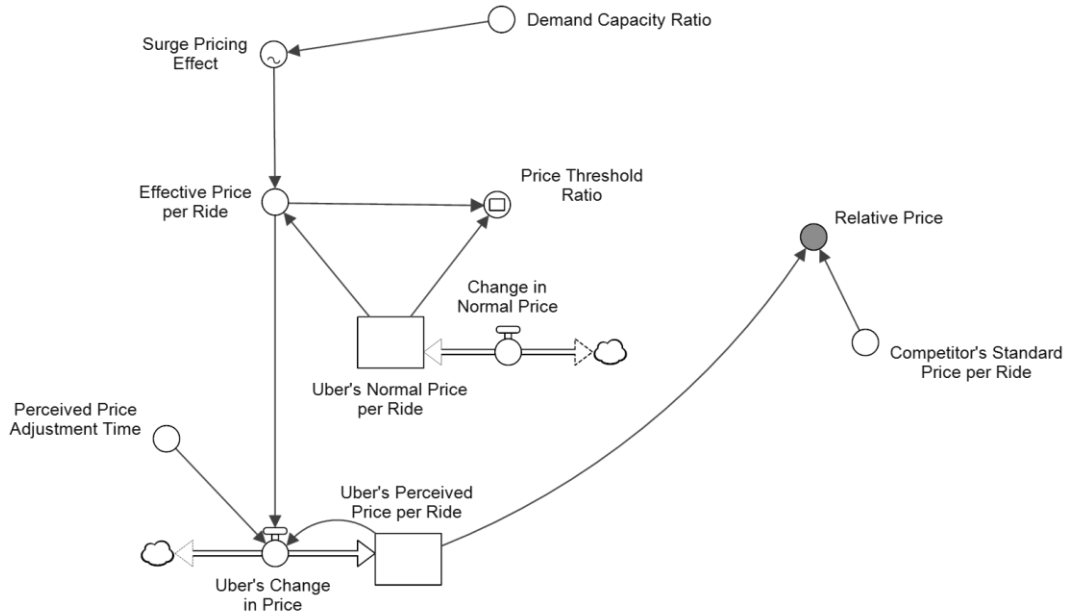 Demand Capacity Ratio
Surge Pricing
Effect
Effective Price
per Ride
Price Threshold
Ratio
Relative Price
Change in
Normal Price
Competitor's Standard
Price per Ride
Uber's Normal Price
per Ride
Perceived Price
Adjustment Time
Uber's Perceived
Price per Ride
Uber's Change
in Price